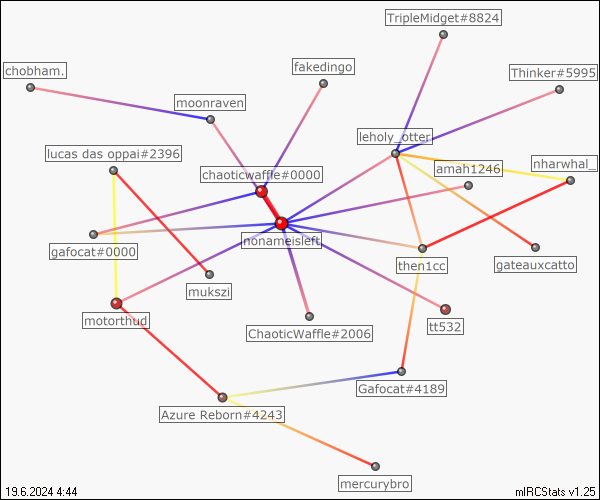 TripleMidget#8824
fakedingo
chobham.
Thinker#5995
moonraven
leholy_otter
lucas das oppai#2396
nharwhal_
amah1246
chaoticwaffle#0000
nonameisleft
gafocat#0000
then1cc
gateauxcatto
mukszi
motorthud
tt532
ChaoticWaffle#2006
Gafocat#4189
Azure Reborn#4243
mercurybro
19.6.2024 4:44
mIRCStats v1.25